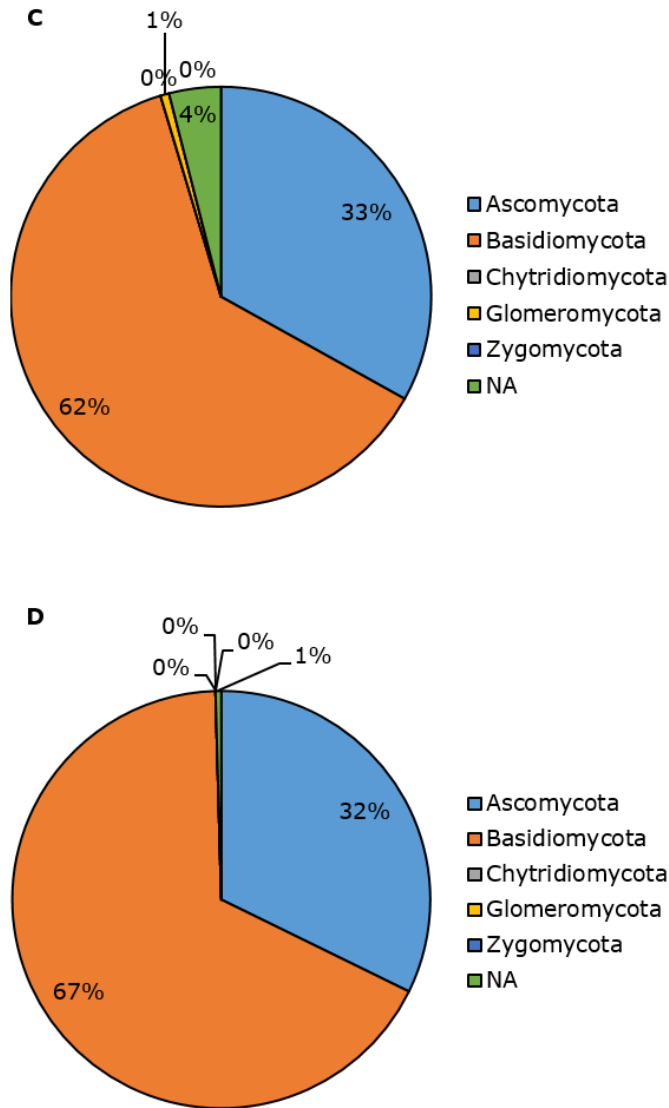 C
1%
0% 0%
4%
33%
62%
Ascomycota
Basidiomycota
Chytridiomycota
Glomeromycota
Zygomycota
NA
D
0%
0%
0%
1%
32%
67%
Ascomycota
Basidiomycota
Chytridiomycota
Glomeromycota
Zygomycota
NA